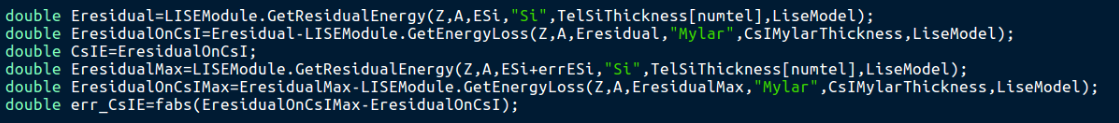 double Eresidual=LISEModule.GetResidualEnergy(Z,A,ESi,"Si",TelSiThickness[numtel],LiseModel);
double EresidualOnCsI=Eresidual-LISEModule.GetEnergyLoss(Z,A,Eresidual,"Mylar",CsIMylarThickness,LiseModel);
double CsIE=EresidualOnCsI;
double EresidualMax=LISEModule.GetResidualEnergy(Z,A,ESi+errESi,"Si",TelSiThickness[numtel],LiseModel);
double EresidualOnCsIMax=EresidualMax-LISEModule.GetEnergyLoss(Z,A,EresidualMax,"Mylar",CsIMylarThickness,LiseModel);
double err_CsIE=fabs(EresidualOnCsIMax-EresidualOnCsI);